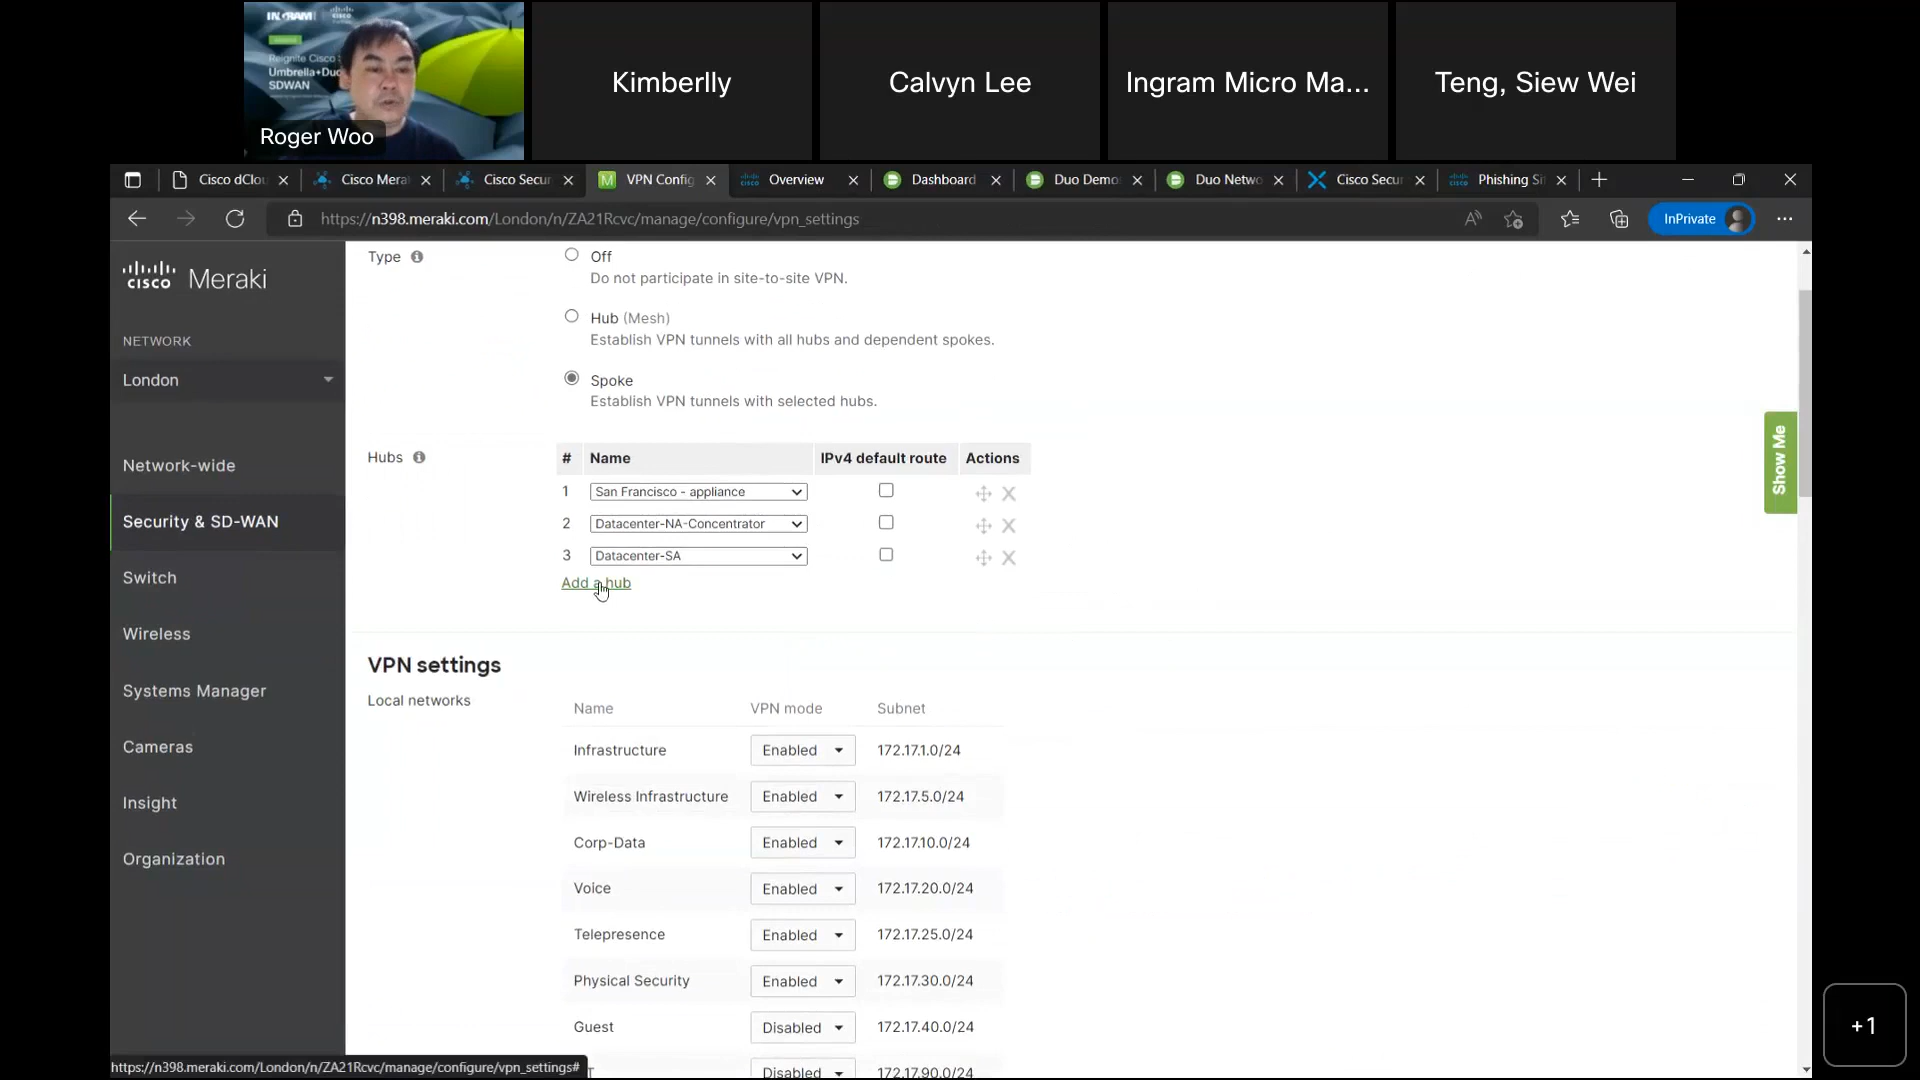 INGRAM CISCO
Reignite Cisco
Umbrella+Duo
SDWAN
Roger Woo
Kimberlly
Calvyn Lee
Ingram Micro Ma...
Teng, Siew Wei
Cisco dClou
Cisco Mera
Cisco Secur
VPN Config
Overview
Dashboard
Duo Demo
Duo Netwo
Cisco Secur
Phishing Si
https://n398.meraki.com/London/n/ZA21Rcvc/manage/configure/vpn_settings
InPrivate
cisco Meraki
NETWORK
London
Network-wide
Security & SD-WAN
Switch
Wireless
Systems Manager
Cameras
Insight
Organization
Type
Off
Do not participate in site-to-site VPN.
Hub (Mesh)
Establish VPN tunnels with all hubs and dependent spokes.
Spoke
Establish VPN tunnels with selected hubs.
Hubs
# Name IPv4 default route Actions
1 San Francisco - appliance
2 Datacenter-NA-Concentrator
3 Datacenter-SA
Add a hub
Show Me
VPN settings
Local networks
Name VPN mode Subnet
Infrastructure Enabled 172.17.1.0/24
Wireless Infrastructure Enabled 172.17.5.0/24
Corp-Data Enabled 172.17.10.0/24
Voice Enabled 172.17.20.0/24
Telepresence Enabled 172.17.25.0/24
Physical Security Enabled 172.17.30.0/24
Guest Disabled 172.17.40.0/24
Disabled 172.17.90.0/24
https://n398.meraki.com/London/n/ZA21Rcvc/manage/configure/vpn_settings#
+1